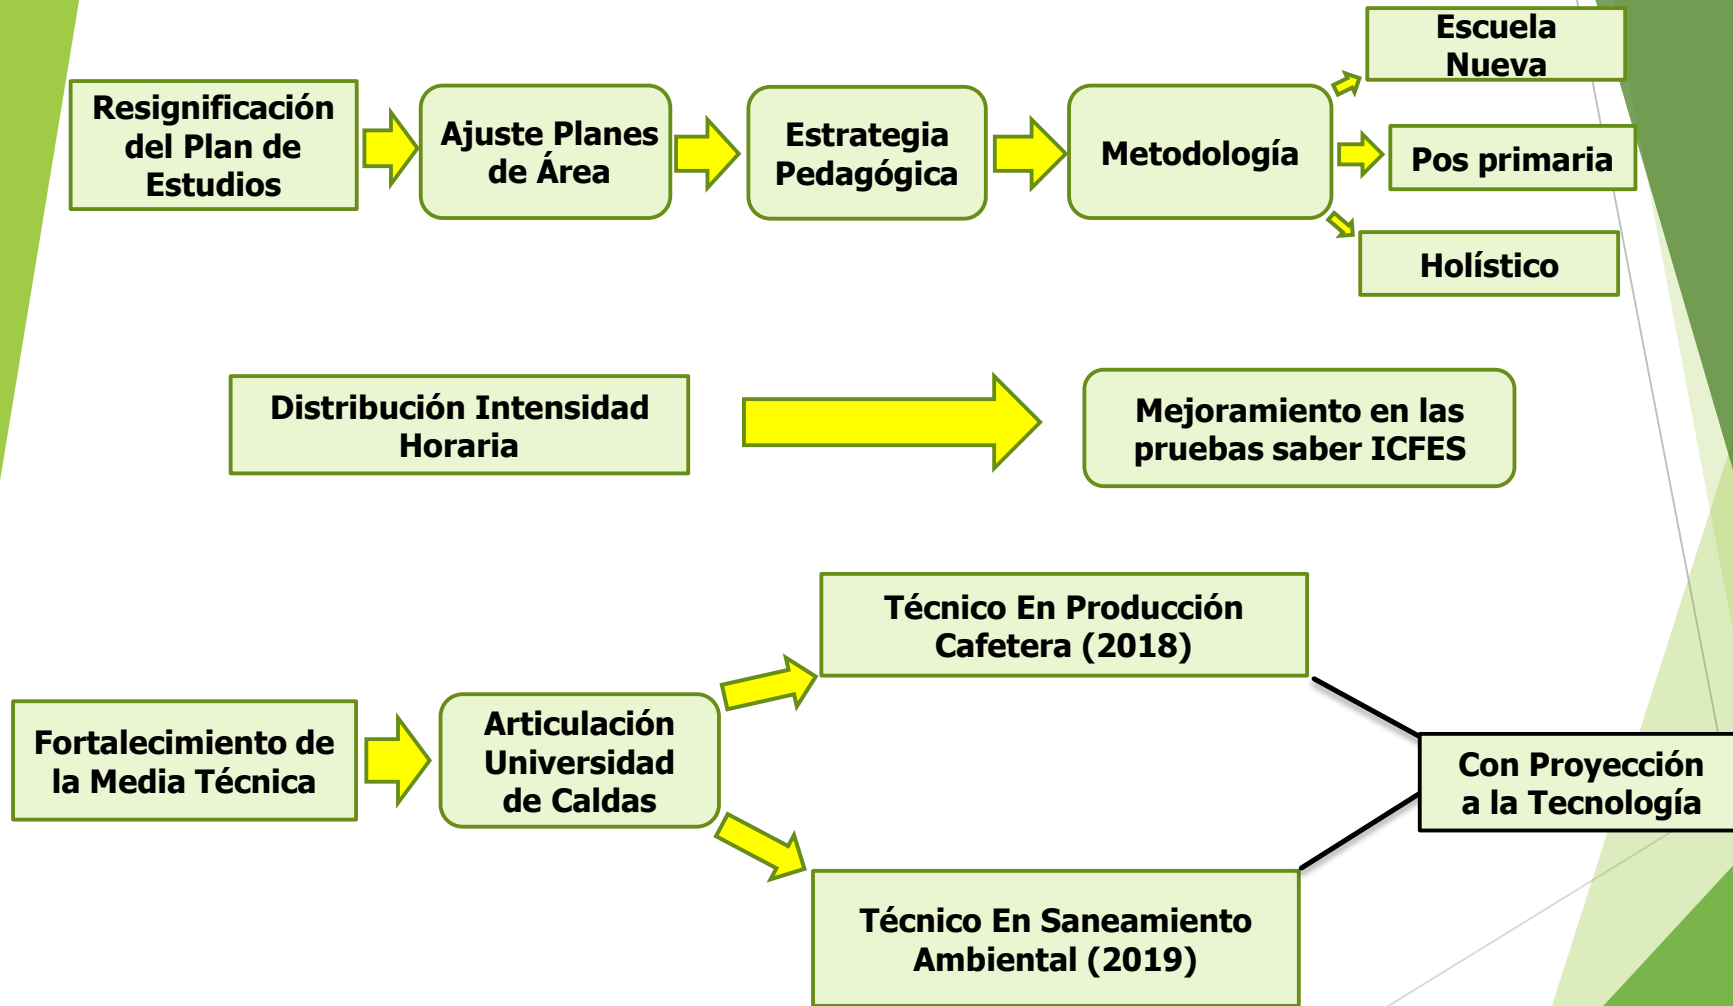 Escuela
Nueva
Resignificación
del Plan de
Estudios
Ajuste Planes
de Área
Estrategia
Pedagógica
Metodología
Pos primaria
Holístico
Distribución Intensidad
Horaria
Mejoramiento en las
pruebas saber ICFES
Técnico En Producción
Cafetera (2018)
Fortalecimiento de
la Media Técnica
Articulación
Universidad
de Caldas
Con Proyección
a la Tecnología
Técnico En Saneamiento
Ambiental (2019)